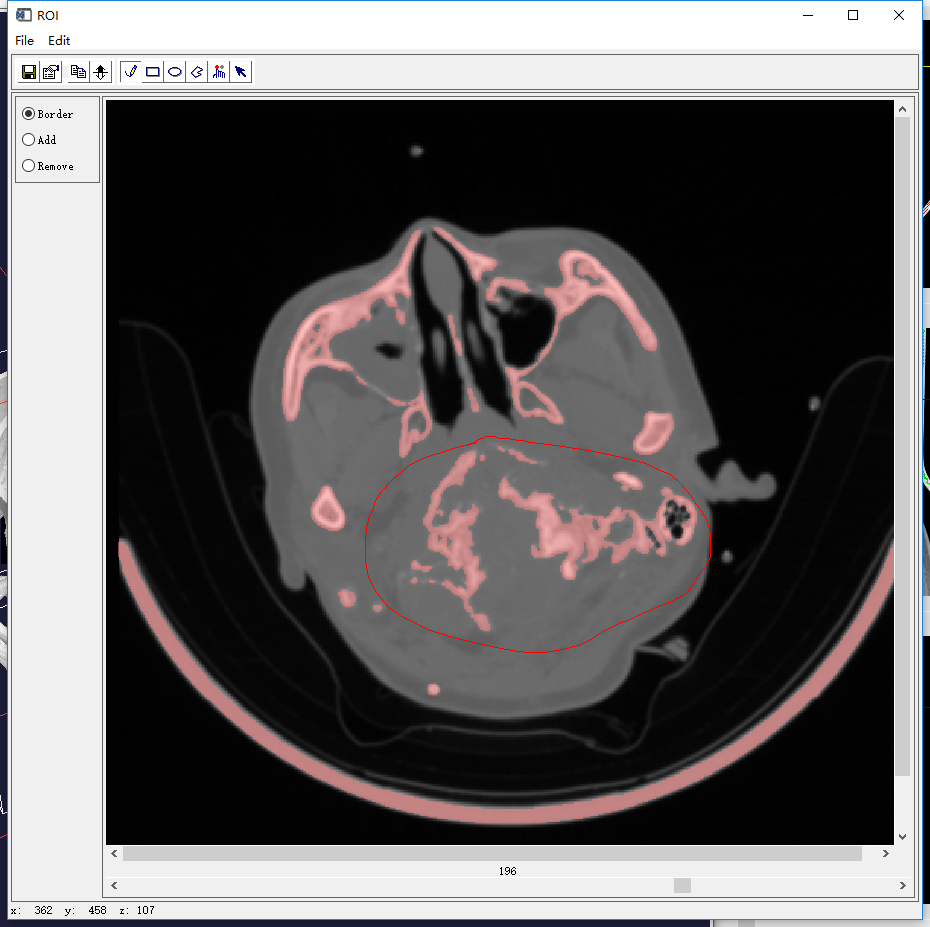 ROI
File Edit
Border
Add
Remove
196
x: 362 y: 458 z: 107